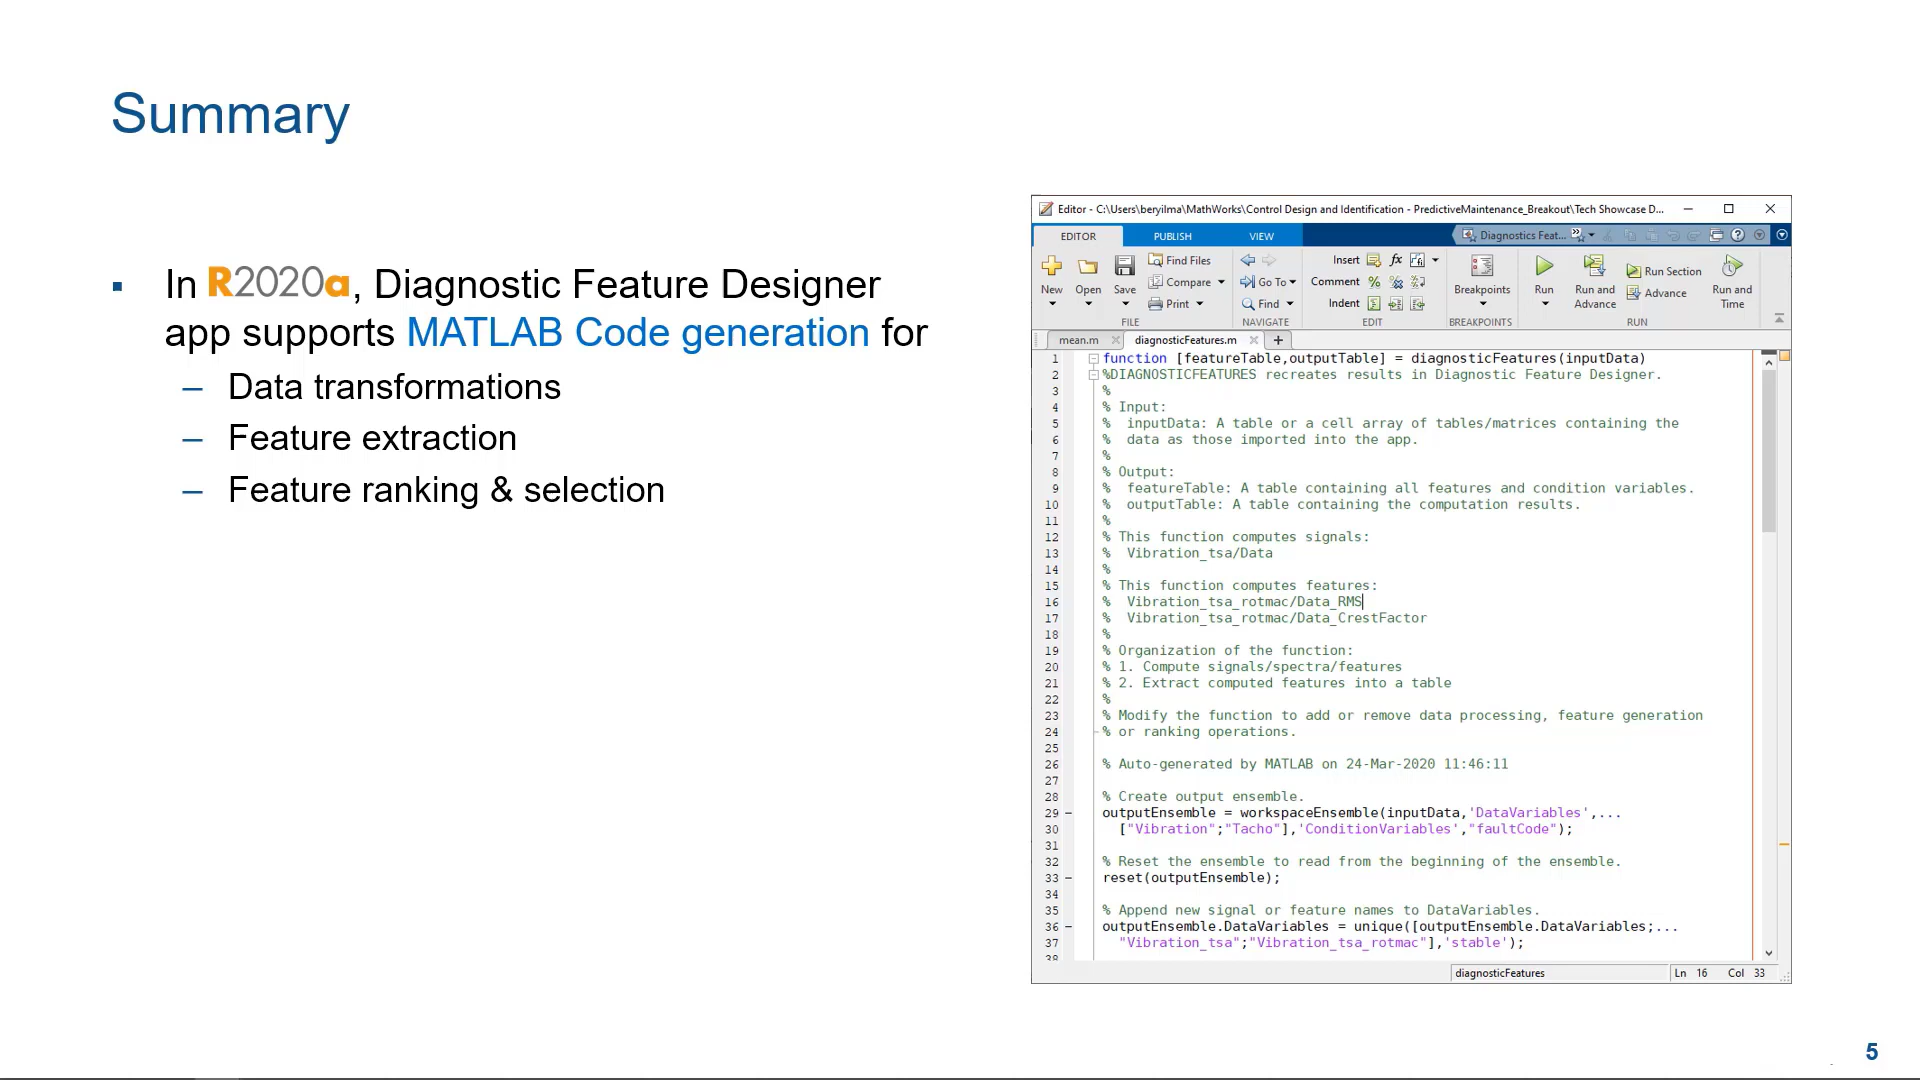 Summary
In R2020a, Diagnostic Feature Designer
app supports MATLAB Code generation for
– Data transformations
– Feature extraction
– Feature ranking & selection
Editor - C:\Users\beryilma\MathWorks\Control Design and Identification - PredictiveMaintenance_Breakout\Tech Showcase D...
EDITOR PUBLISH VIEW Diagnostics Feat...
New Open Save Find Files Compare Print Go To Find Insert Comment Indent Breakpoints Run Run and Advance Run Section Advance Run and Time
FILE NAVIGATE EDIT BREAKPOINTS RUN
mean.m diagnosticFeatures.m +
1 function [featureTable,outputTable] = diagnosticFeatures(inputData)
2 %DIAGNOSTICFEATURES recreates results in Diagnostic Feature Designer.
3 %
4 % Input:
5 %  inputData: A table or a cell array of tables/matrices containing the
6 %  data as those imported into the app.
7 %
8 % Output:
9 %  featureTable: A table containing all features and condition variables.
10 %  outputTable: A table containing the computation results.
11 %
12 % This function computes signals:
13 %  Vibration_tsa/Data
14 %
15 % This function computes features:
16 %  Vibration_tsa_rotmac/Data_RMS
17 %  Vibration_tsa_rotmac/Data_CrestFactor
18 %
19 % Organization of the function:
20 % 1. Compute signals/spectra/features
21 % 2. Extract computed features into a table
22 %
23 % Modify the function to add or remove data processing, feature generation
24 % or ranking operations.
25
26 % Auto-generated by MATLAB on 24-Mar-2020 11:46:11
27
28 % Create output ensemble.
29 outputEnsemble = workspaceEnsemble(inputData,'DataVariables',...
30 ["Vibration";"Tacho"],'ConditionVariables',"faultCode");
31
32 % Reset the ensemble to read from the beginning of the ensemble.
33 reset(outputEnsemble);
34
35 % Append new signal or feature names to DataVariables.
36 outputEnsemble.DataVariables = unique([outputEnsemble.DataVariables;...
37 "Vibration_tsa";"Vibration_tsa_rotmac"],'stable');
38
diagnosticFeatures Ln 16 Col 33
5